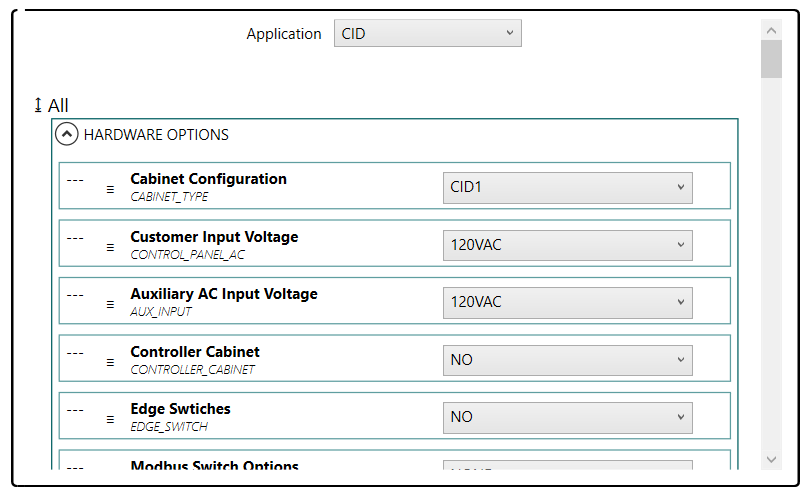 Application CID
All
HARDWARE OPTIONS
--- Cabinet Configuration
CABINET_TYPE
CID1
--- Customer Input Voltage
CONTROL_PANEL_AC
120VAC
--- Auxiliary AC Input Voltage
AUX_INPUT
120VAC
--- Controller Cabinet
CONTROLLER_CABINET
NO
--- Edge Swtiches
EDGE_SWITCH
NO
--- Modbus Switch Options